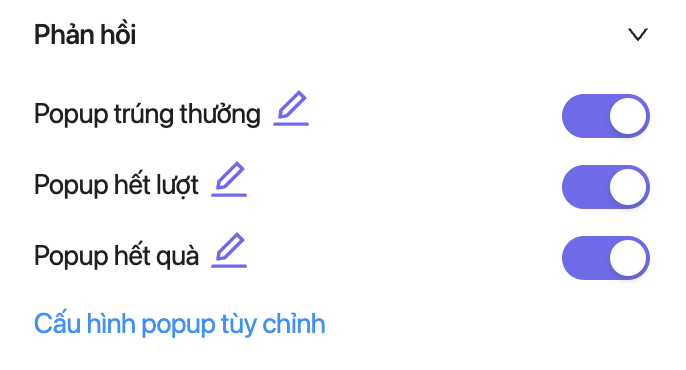 Phản hồi
Popup trúng thưởng
Popup hết lượt
Popup hết quà
Cấu hình popup tùy chỉnh